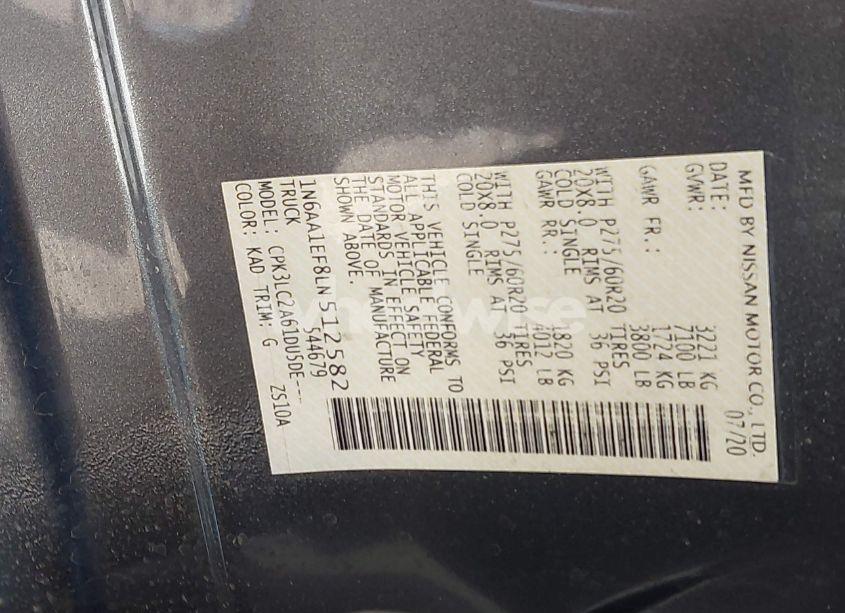 MFD BY NISSAN MOTOR CO., LTD.
DATE: 07/20
GVWR: 3221 KG
7100 LB
GAWR FR.: 1724 KG
3800 LB
WITH P275/60R20 TIRES
20X8.0 RIMS AT 36 PSI
COLD SINGLE
GAWR RR.: 1820 KG
4012 LB
WITH P275/60R20 TIRES
20X8.0 RIMS AT 36 PSI
COLD SINGLE
THIS VEHICLE CONFORMS TO
ALL APPLICABLE FEDERAL
MOTOR VEHICLE SAFETY
STANDARDS IN EFFECT ON
THE DATE OF MANUFACTURE
SHOWN ABOVE.
1N6AA1EF8LN512582
TRUCK 544679
MODEL: CPK3LC2A61DU5DE---
COLOR: KAD TRIM: G ZS10A